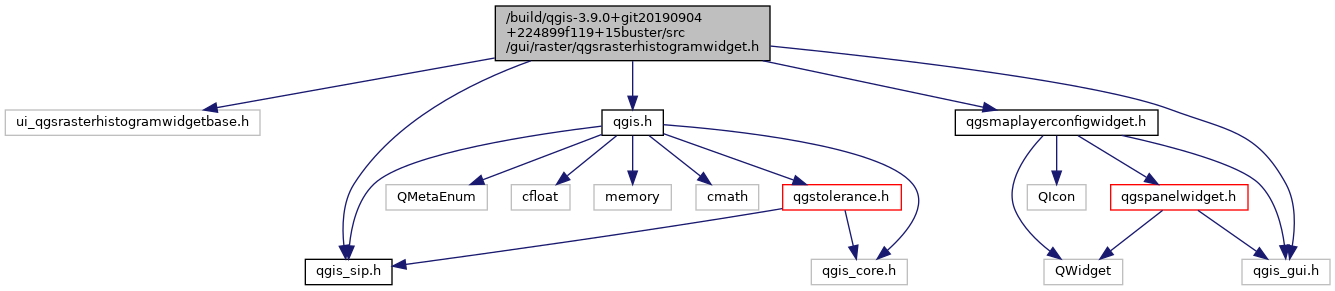 /build/qgis-3.9.0+git20190904
+224899f119+15buster/src
/gui/raster/qgsrasterhistogramwidget.h
ui_qgsrasterhistogramwidgetbase.h
qgis.h
qgsmaplayerconfigwidget.h
QMetaEnum
cfloat
memory
cmath
qgstolerance.h
QIcon
qgspanelwidget.h
qgis_sip.h
qgis_core.h
QWidget
qgis_gui.h